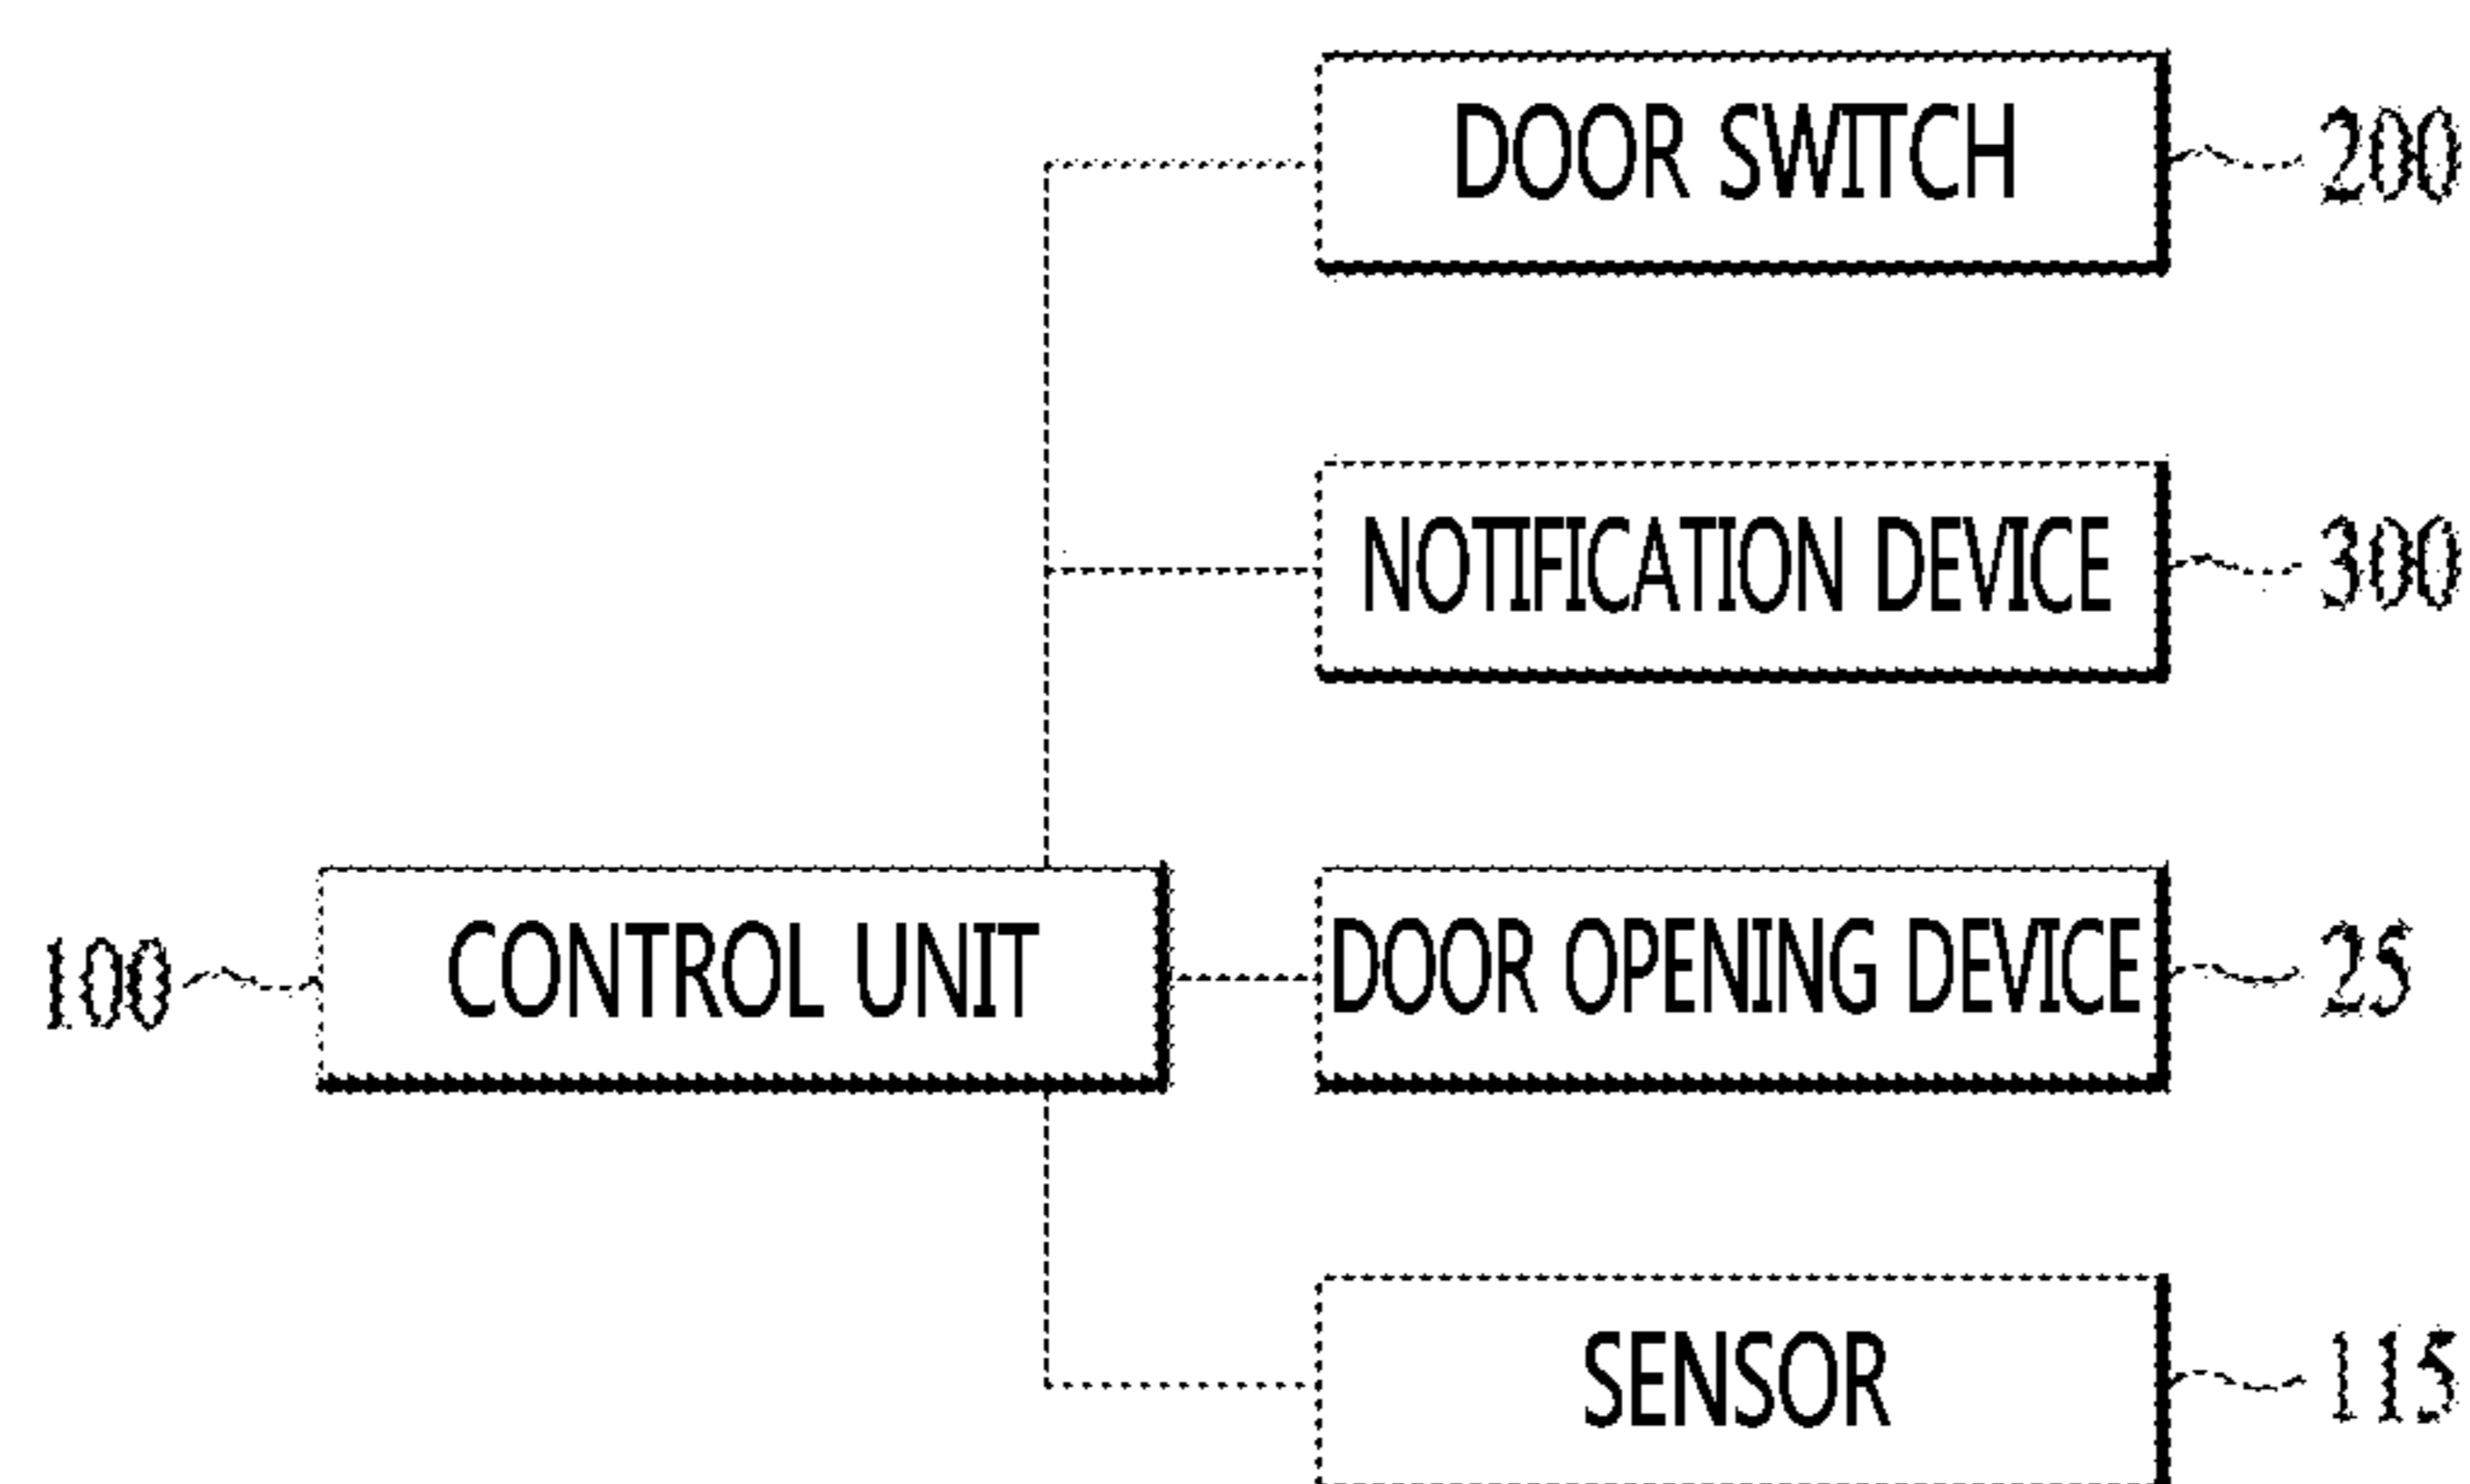 DOOR SWITCH 200
NOTIFICATION DEVICE 300
100 CONTROL UNIT DOOR OPENING DEVICE 25
SENSOR 115